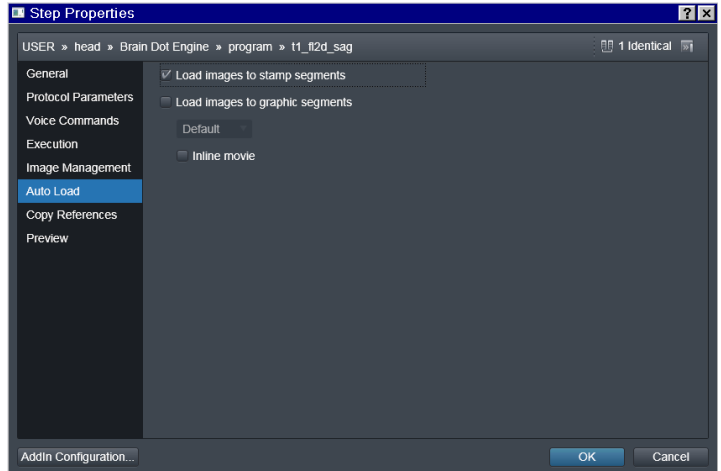 Step Properties
USER » head » Brain Dot Engine » program » t1_fl2d_sag
1 Identical
General
Load images to stamp segments
Protocol Parameters
Load images to graphic segments
Voice Commands
Default
Execution
Inline movie
Image Management
Auto Load
Copy References
Preview
AddIn Configuration...
OK
Cancel